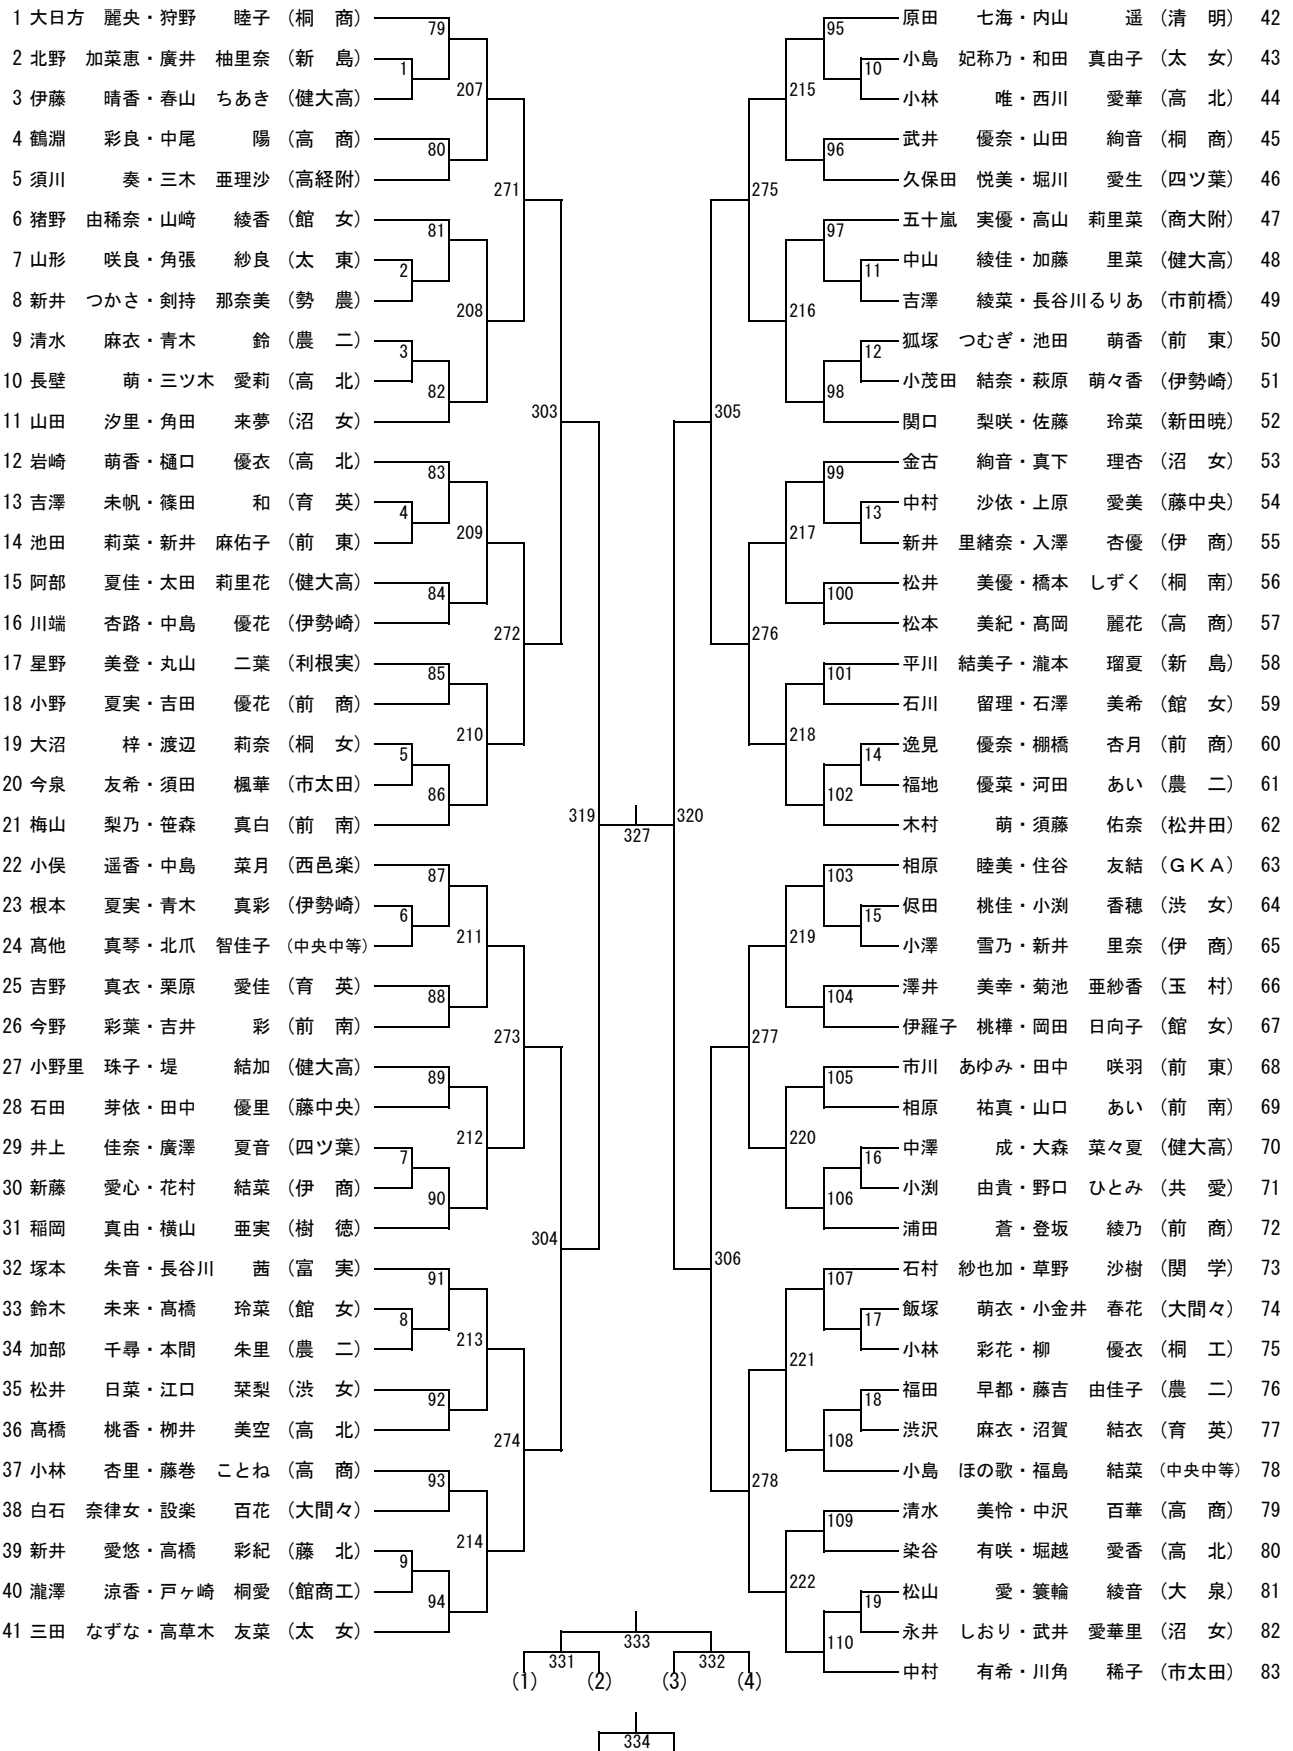 1 大日方 麗央・狩野 睦子 (桐 商)
2 北野 加菜恵・廣井 柚里奈 (新 島)
3 伊藤 晴香・春山 ちあき (健大高)
4 鶴淵 彩良・中尾 陽 (高 商)
5 須川 奏・三木 亜理沙 (高経附)
6 猪野 由稀奈・山﨑 綾香 (館 女)
7 山形 咲良・角張 紗良 (太 東)
8 新井 つかさ・剣持 那奈美 (勢 農)
9 清水 麻衣・青木 鈴 (農 二)
10 長壁 萌・三ツ木 愛莉 (高 北)
11 山田 汐里・角田 来夢 (沼 女)
12 岩崎 萌香・樋口 優衣 (高 北)
13 吉澤 未帆・篠田 和 (育 英)
14 池田 莉菜・新井 麻佑子 (前 東)
15 阿部 夏佳・太田 莉里花 (健大高)
16 川端 杏路・中島 優花 (伊勢崎)
17 星野 美登・丸山 二葉 (利根実)
18 小野 夏実・吉田 優花 (前 商)
19 大沼 梓・渡辺 莉奈 (桐 女)
20 今泉 友希・須田 楓華 (市太田)
21 梅山 梨乃・笹森 真白 (前 南)
22 小俣 遥香・中島 菜月 (西邑楽)
23 根本 夏実・青木 真彩 (伊勢崎)
24 髙他 真琴・北爪 智佳子 (中央中等)
25 吉野 真衣・栗原 愛佳 (育 英)
26 今野 彩葉・吉井 彩 (前 南)
27 小野里 珠子・堤 結加 (健大高)
28 石田 芽依・田中 優里 (藤中央)
29 井上 佳奈・廣澤 夏音 (四ツ葉)
30 新藤 愛心・花村 結菜 (伊 商)
31 稲岡 真由・横山 亜実 (樹 徳)
32 塚本 朱音・長谷川 茜 (富 実)
33 鈴木 未来・髙橋 玲菜 (館 女)
34 加部 千尋・本間 朱里 (農 二)
35 松井 日菜・江口 栞梨 (渋 女)
36 髙橋 桃香・栁井 美空 (高 北)
37 小林 杏里・藤巻 ことね (高 商)
38 白石 奈律女・設楽 百花 (大間々)
39 新井 愛悠・高橋 彩紀 (藤 北)
40 瀧澤 涼香・戸ヶ崎 桐愛 (館商工)
41 三田 なずな・高草木 友菜 (太 女)
79
1
207
80
271
81
2
208
3
82
303
83
4
209
84
272
85
210
5
86
319
87
6
211
88
273
89
212
7
90
304
91
8
213
92
274
93
214
9
94
327
320
95
10
215
96
275
97
11
216
12
98
305
99
13
217
100
276
101
218
14
102
103
15
219
104
277
105
220
16
106
306
107
17
221
18
108
278
109
222
19
110
原田 七海・内山 遥 (清 明) 42
小島 妃称乃・和田 真由子 (太 女) 43
小林 唯・西川 愛華 (高 北) 44
武井 優奈・山田 絢音 (桐 商) 45
久保田 悦美・堀川 愛生 (四ツ葉) 46
五十嵐 実優・高山 莉里菜 (商大附) 47
中山 綾佳・加藤 里菜 (健大高) 48
吉澤 綾菜・長谷川るりあ (市前橋) 49
狐塚 つむぎ・池田 萌香 (前 東) 50
小茂田 結奈・萩原 萌々香 (伊勢崎) 51
関口 梨咲・佐藤 玲菜 (新田暁) 52
金古 絢音・真下 理杏 (沼 女) 53
中村 沙依・上原 愛美 (藤中央) 54
新井 里緒奈・入澤 杏優 (伊 商) 55
松井 美優・橋本 しずく (桐 南) 56
松本 美紀・髙岡 麗花 (高 商) 57
平川 結美子・瀧本 瑠夏 (新 島) 58
石川 留理・石澤 美希 (館 女) 59
逸見 優奈・棚橋 杏月 (前 商) 60
福地 優菜・河田 あい (農 二) 61
木村 萌・須藤 佑奈 (松井田) 62
相原 睦美・住谷 友結 (GKA) 63
侭田 桃佳・小渕 香穂 (渋 女) 64
小澤 雪乃・新井 里奈 (伊 商) 65
澤井 美幸・菊池 亜紗香 (玉 村) 66
伊羅子 桃樺・岡田 日向子 (館 女) 67
市川 あゆみ・田中 咲羽 (前 東) 68
相原 祐真・山口 あい (前 南) 69
中澤 成・大森 菜々夏 (健大高) 70
小渕 由貴・野口 ひとみ (共 愛) 71
浦田 蒼・登坂 綾乃 (前 商) 72
石村 紗也加・草野 沙樹 (関 学) 73
飯塚 萌衣・小金井 春花 (大間々) 74
小林 彩花・柳 優衣 (桐 工) 75
福田 早都・藤吉 由佳子 (農 二) 76
渋沢 麻衣・沼賀 結衣 (育 英) 77
小島 ほの歌・福島 結菜 (中央中等) 78
清水 美怜・中沢 百華 (高 商) 79
染谷 有咲・堀越 愛香 (高 北) 80
松山 愛・簑輪 綾音 (大 泉) 81
永井 しおり・武井 愛華里 (沼 女) 82
中村 有希・川角 稀子 (市太田) 83
333
331 332
(1) (2) (3) (4)
334